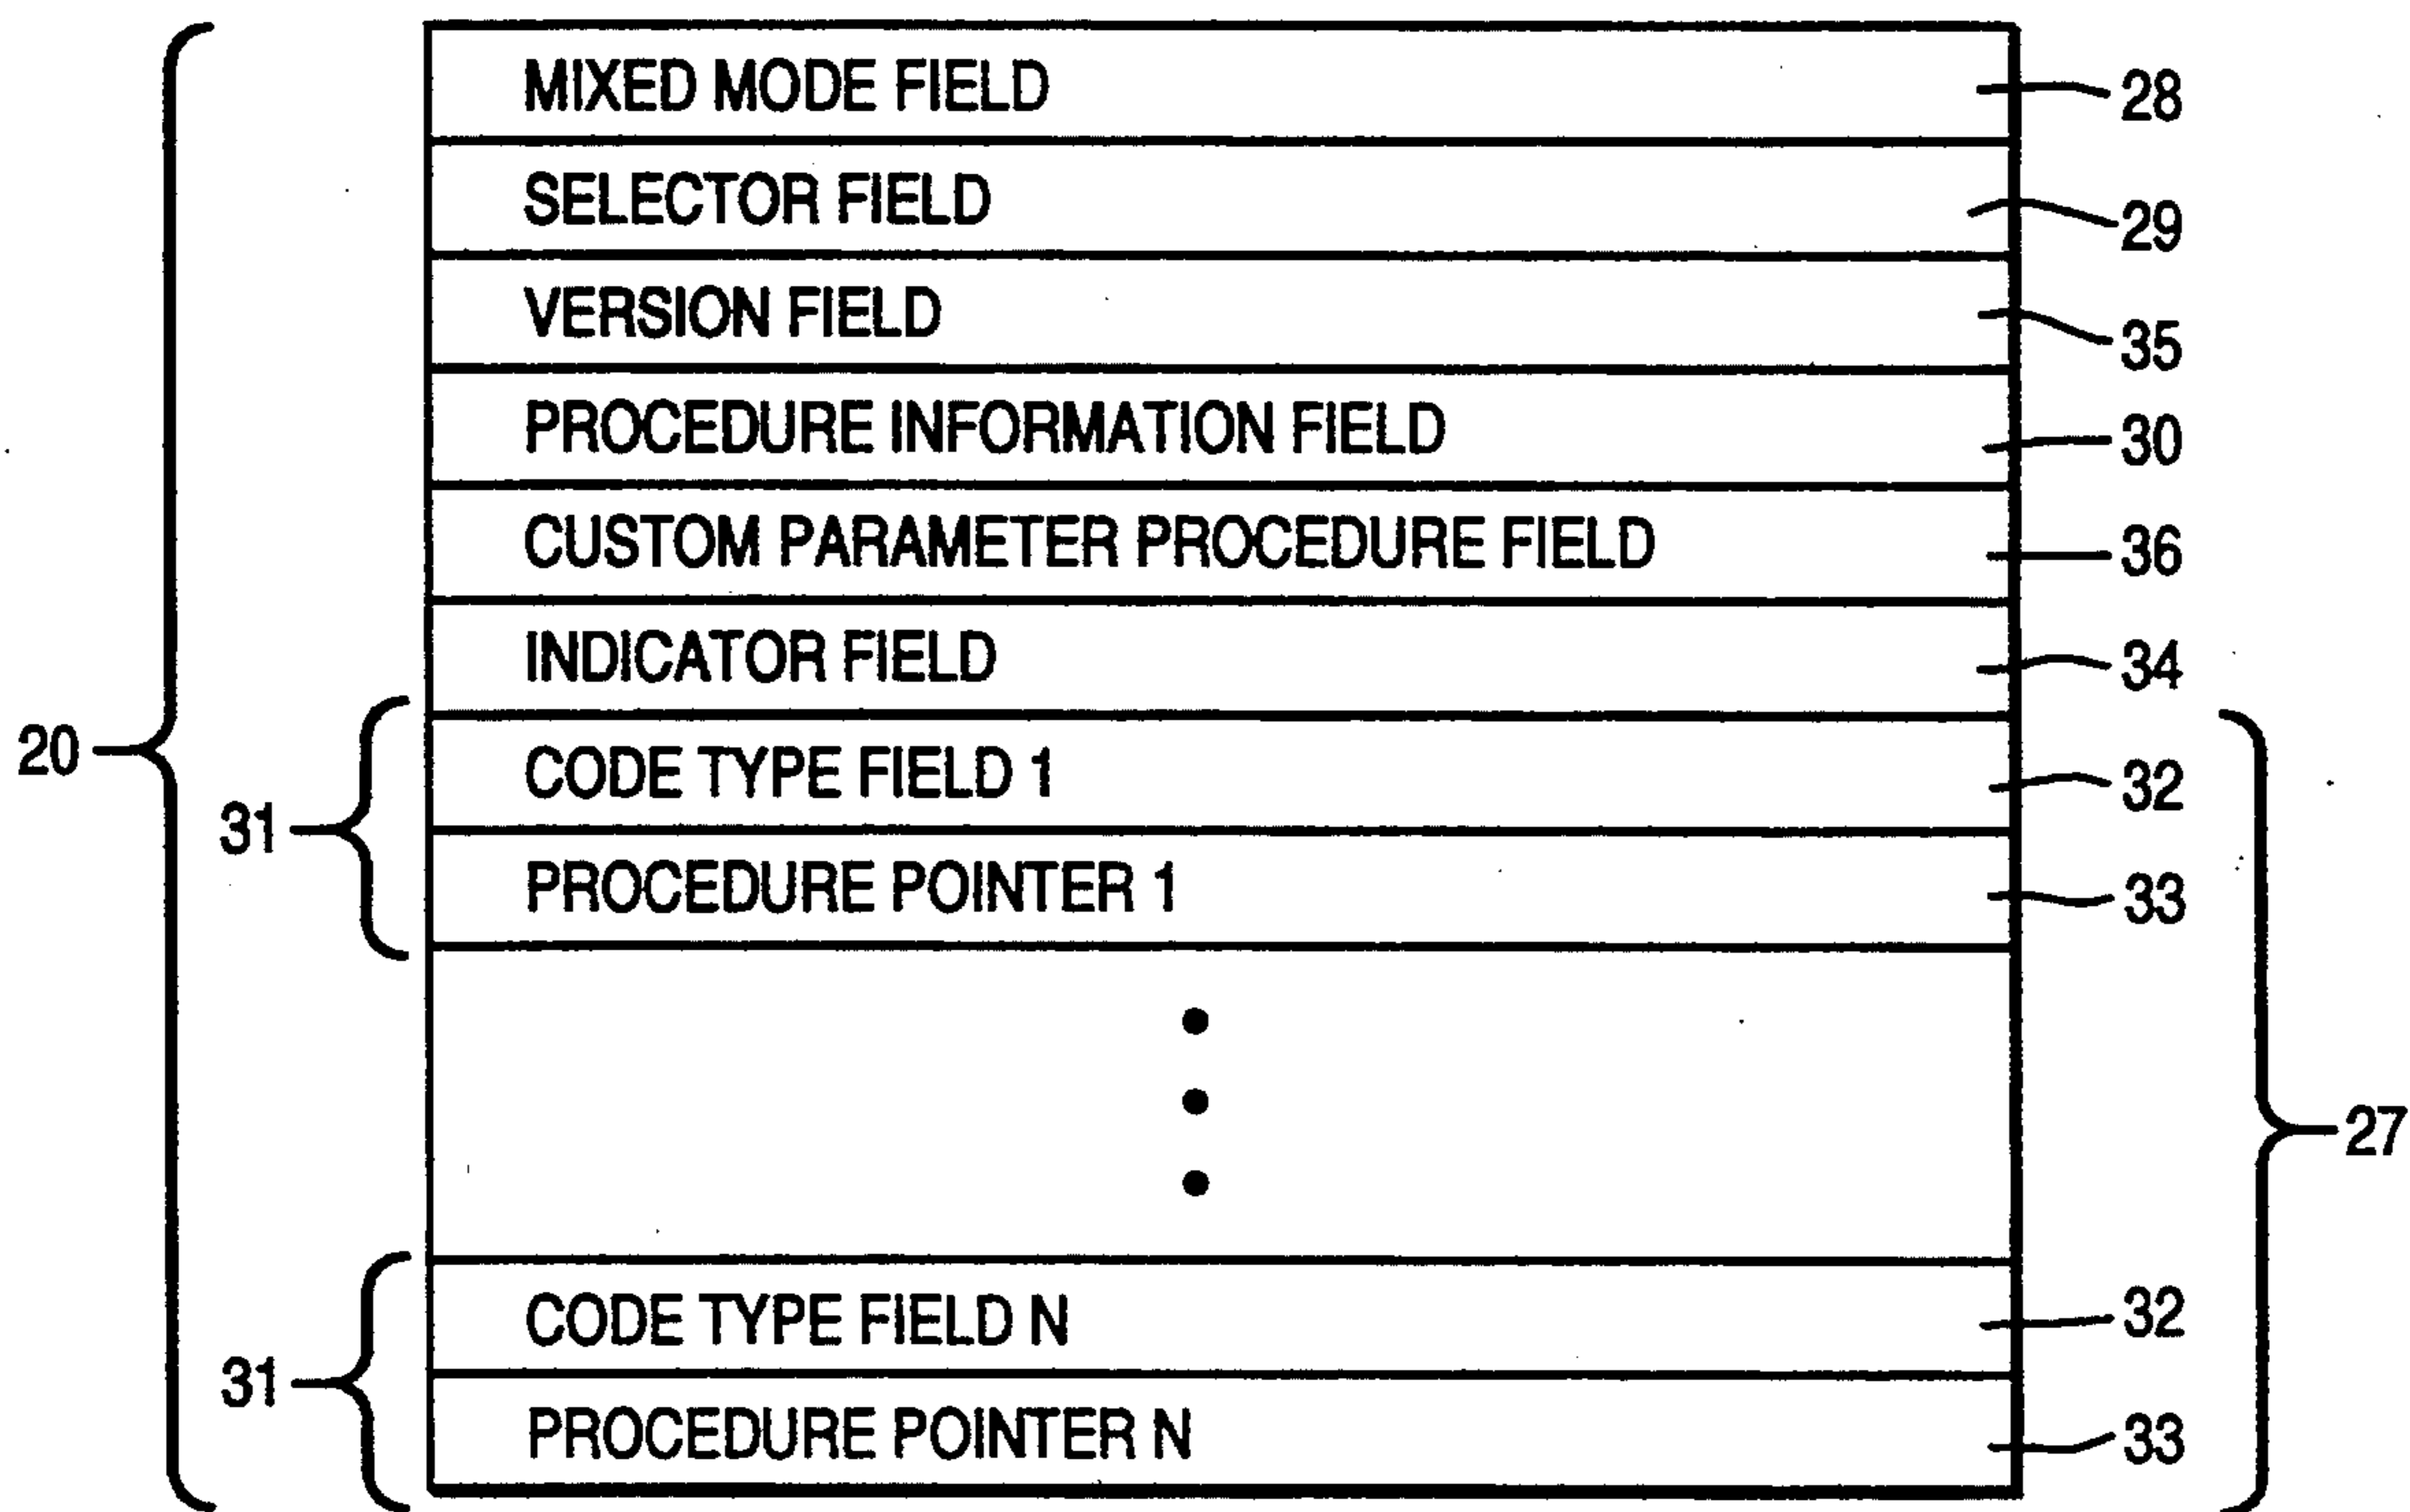 MIXED MODE FIELD 28
SELECTOR FIELD 29
VERSION FIELD 35
PROCEDURE INFORMATION FIELD 30
CUSTOM PARAMETER PROCEDURE FIELD 36
INDICATOR FIELD 34
20
31
CODE TYPE FIELD 1 32
PROCEDURE POINTER 1 33
27
31
CODE TYPE FIELD N 32
PROCEDURE POINTER N 33